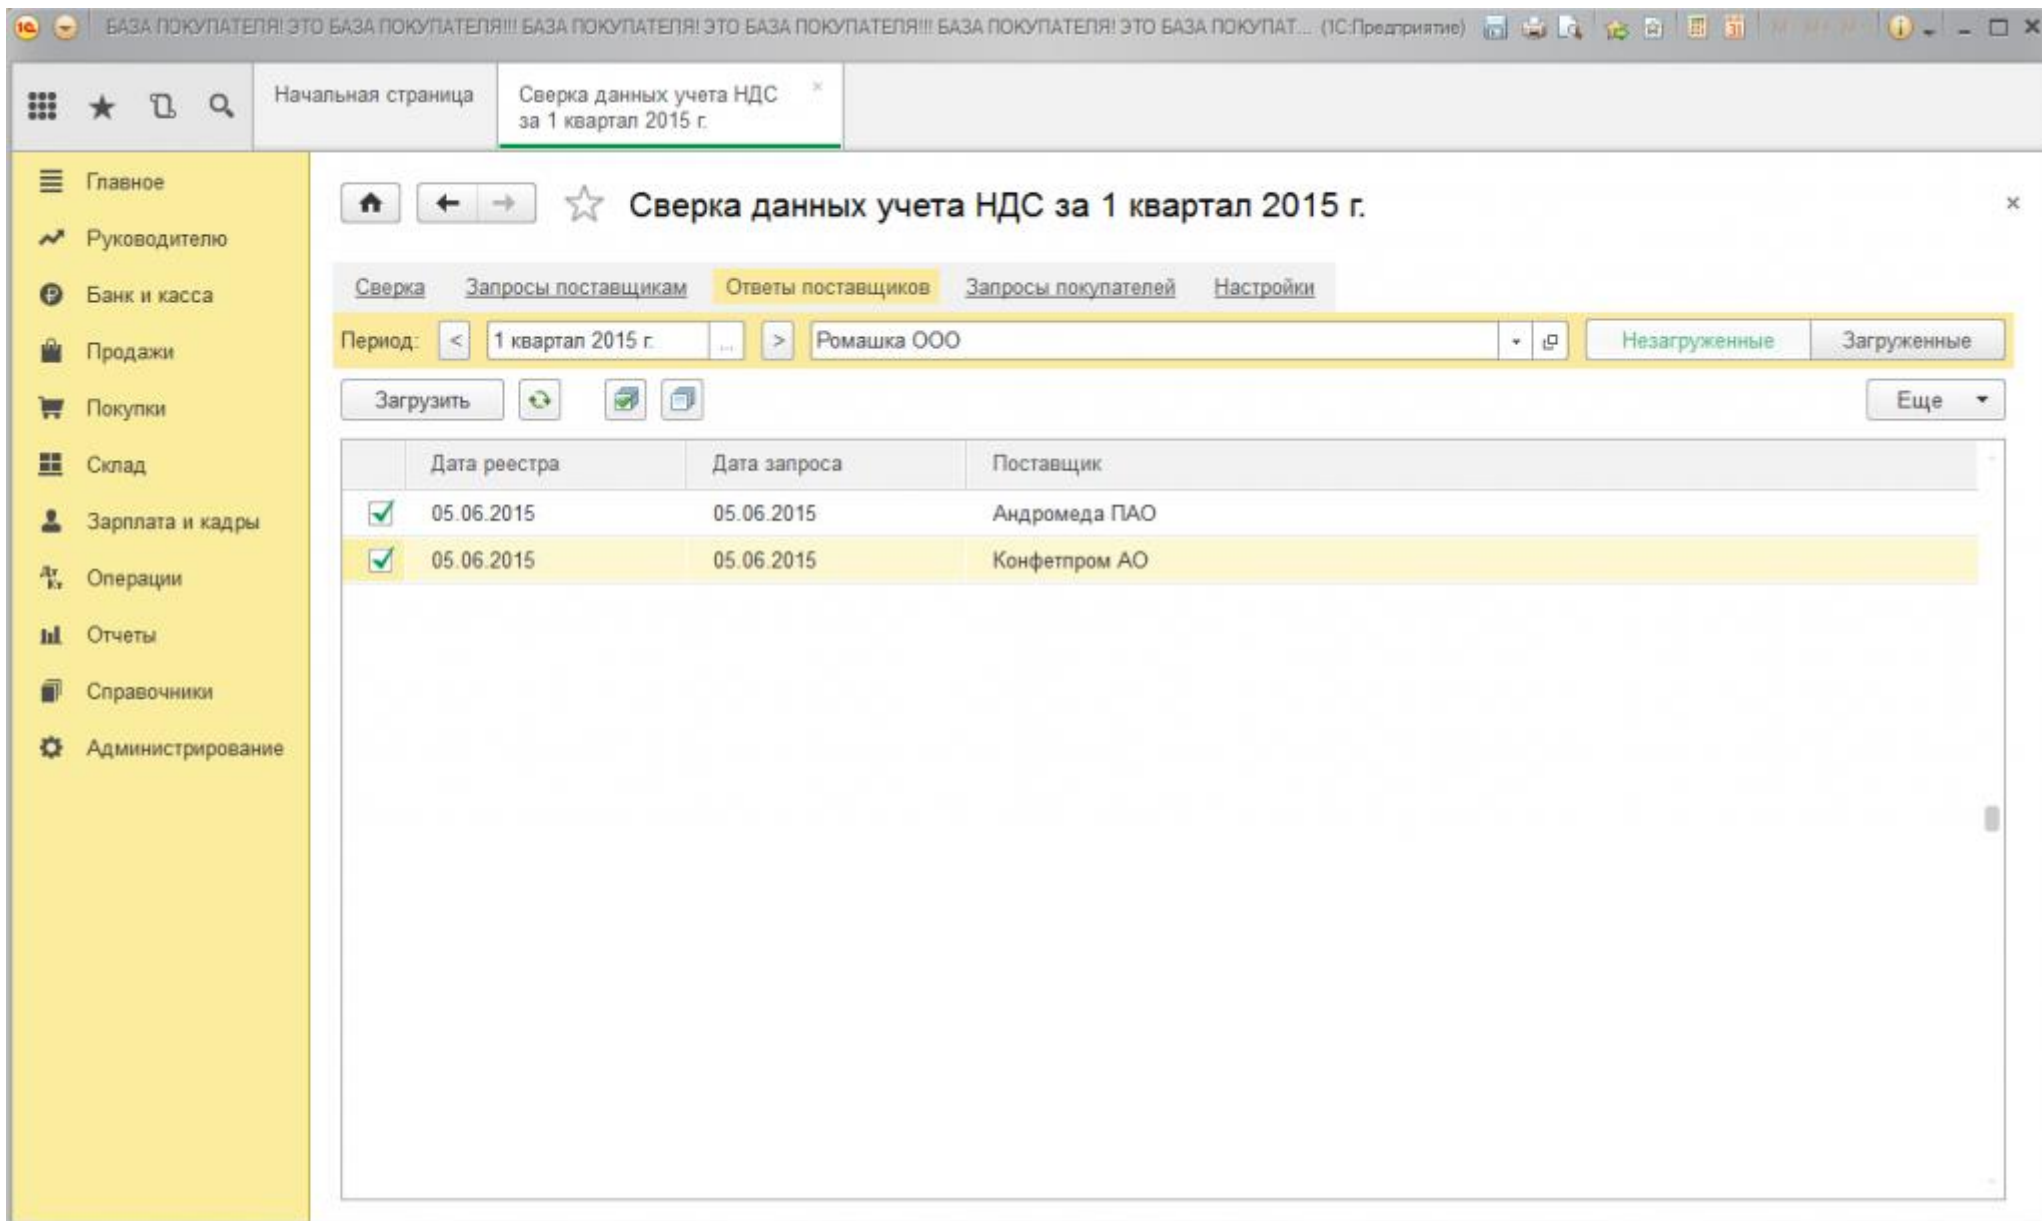 БАЗА ПОКУПАТЕЛЯ! ЭТО БАЗА ПОКУПАТЕЛЯ!!! БАЗА ПОКУПАТЕЛЯ! ЭТО БАЗА ПОКУПАТЕЛЯ!!! БАЗА ПОКУПАТЕЛЯ! ЭТО БАЗА ПОКУПАТ... (1С:Предприятие)
Начальная страница
Сверка данных учета НДС
за 1 квартал 2015 г.
Главное
Руководителю
Банк и касса
Продажи
Покупки
Склад
Зарплата и кадры
Операции
Отчеты
Справочники
Администрирование
Сверка данных учета НДС за 1 квартал 2015 г.
Сверка Запросы поставщикам Ответы поставщиков Запросы покупателей Настройки
Период: < 1 квартал 2015 г. ... > Ромашка ООО Незагруженные Загруженные
Загрузить Еще
Дата реестра Дата запроса Поставщик
05.06.2015 05.06.2015 Андромеда ПАО
05.06.2015 05.06.2015 Конфетпром АО